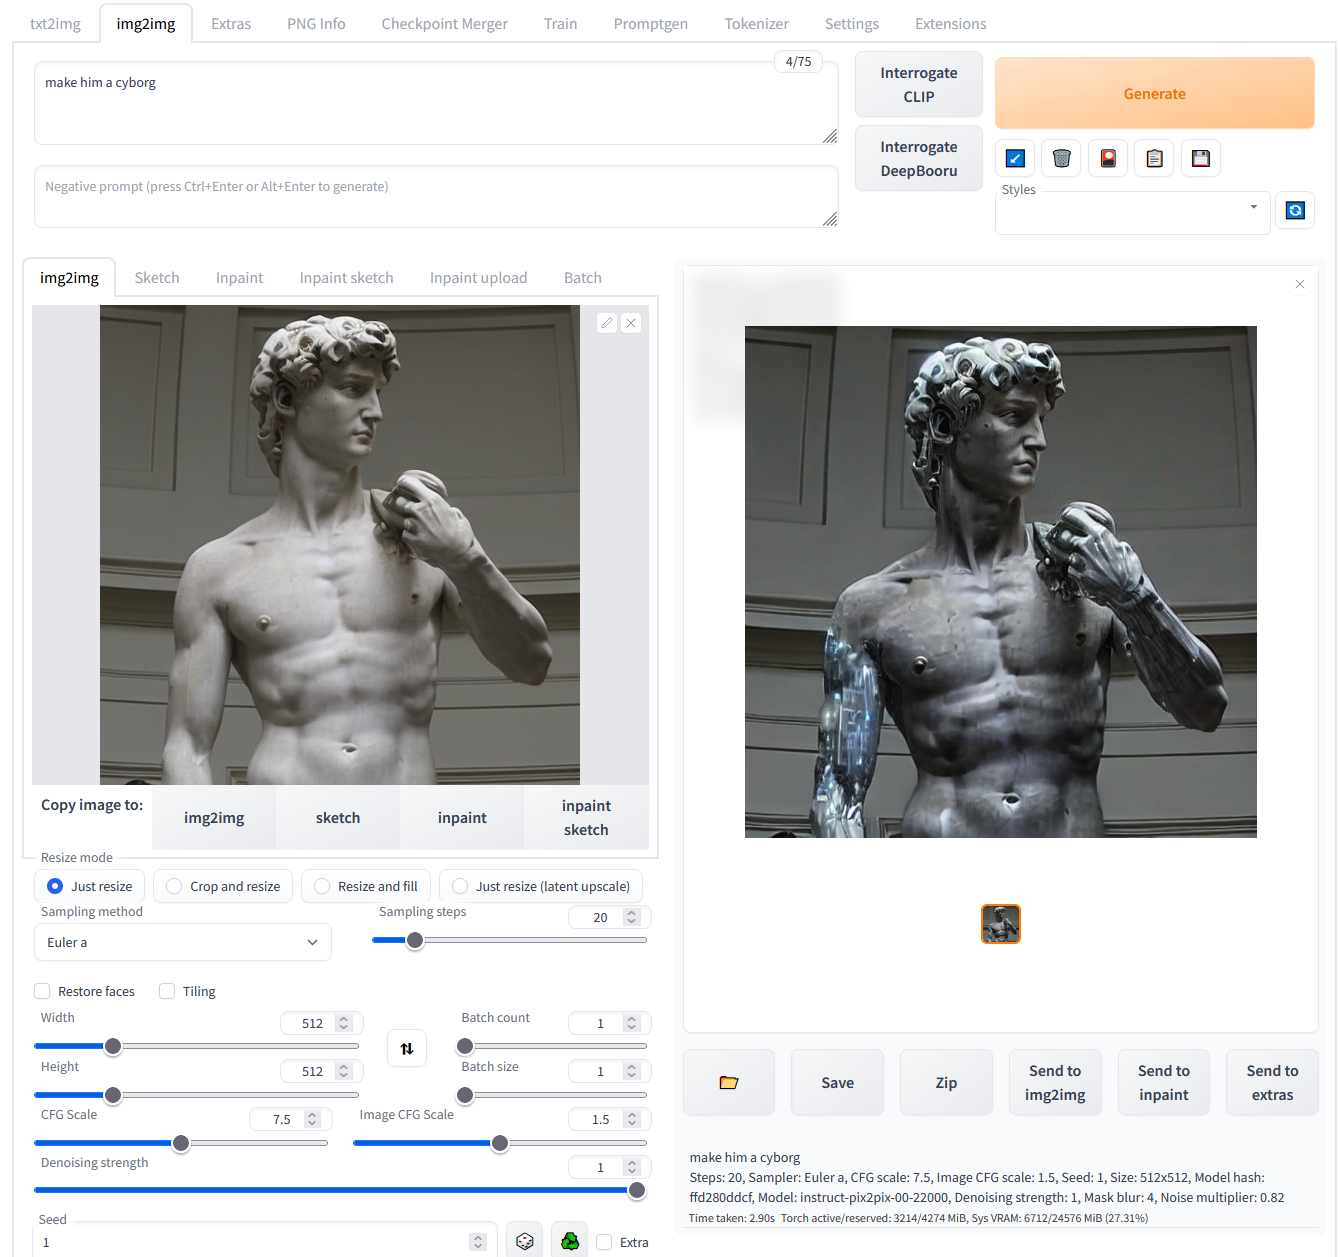 txt2img img2img Extras PNG Info Checkpoint Merger Train Promptgen Tokenizer Settings Extensions
make him a cyborg
4/75
Interrogate
CLIP
Generate
Interrogate
DeepBooru
Negative prompt (press Ctrl+Enter or Alt+Enter to generate)
Styles
img2img Sketch Inpaint Inpaint sketch Inpaint upload Batch
Copy image to:
img2img
sketch
inpaint
inpaint
sketch
Resize mode
Just resize Crop and resize Resize and fill Just resize (latent upscale)
Sampling method
Euler a
Sampling steps
20
Restore faces Tiling
Width
512
Height
512
Batch count
1
Batch size
1
CFG Scale
7.5
Image CFG Scale
1.5
Denoising strength
1
Seed
1
Extra
Save
Zip
Send to
img2img
Send to
inpaint
Send to
extras
make him a cyborg
Steps: 20, Sampler: Euler a, CFG scale: 7.5, Image CFG scale: 1.5, Seed: 1, Size: 512x512, Model hash:
ffd280ddcf, Model: instruct-pix2pix-00-22000, Denoising strength: 1, Mask blur: 4, Noise multiplier: 0.82
Time taken: 2.90s Torch active/reserved: 3214/4274 MiB, Sys VRAM: 6712/24576 MiB (27.31%)